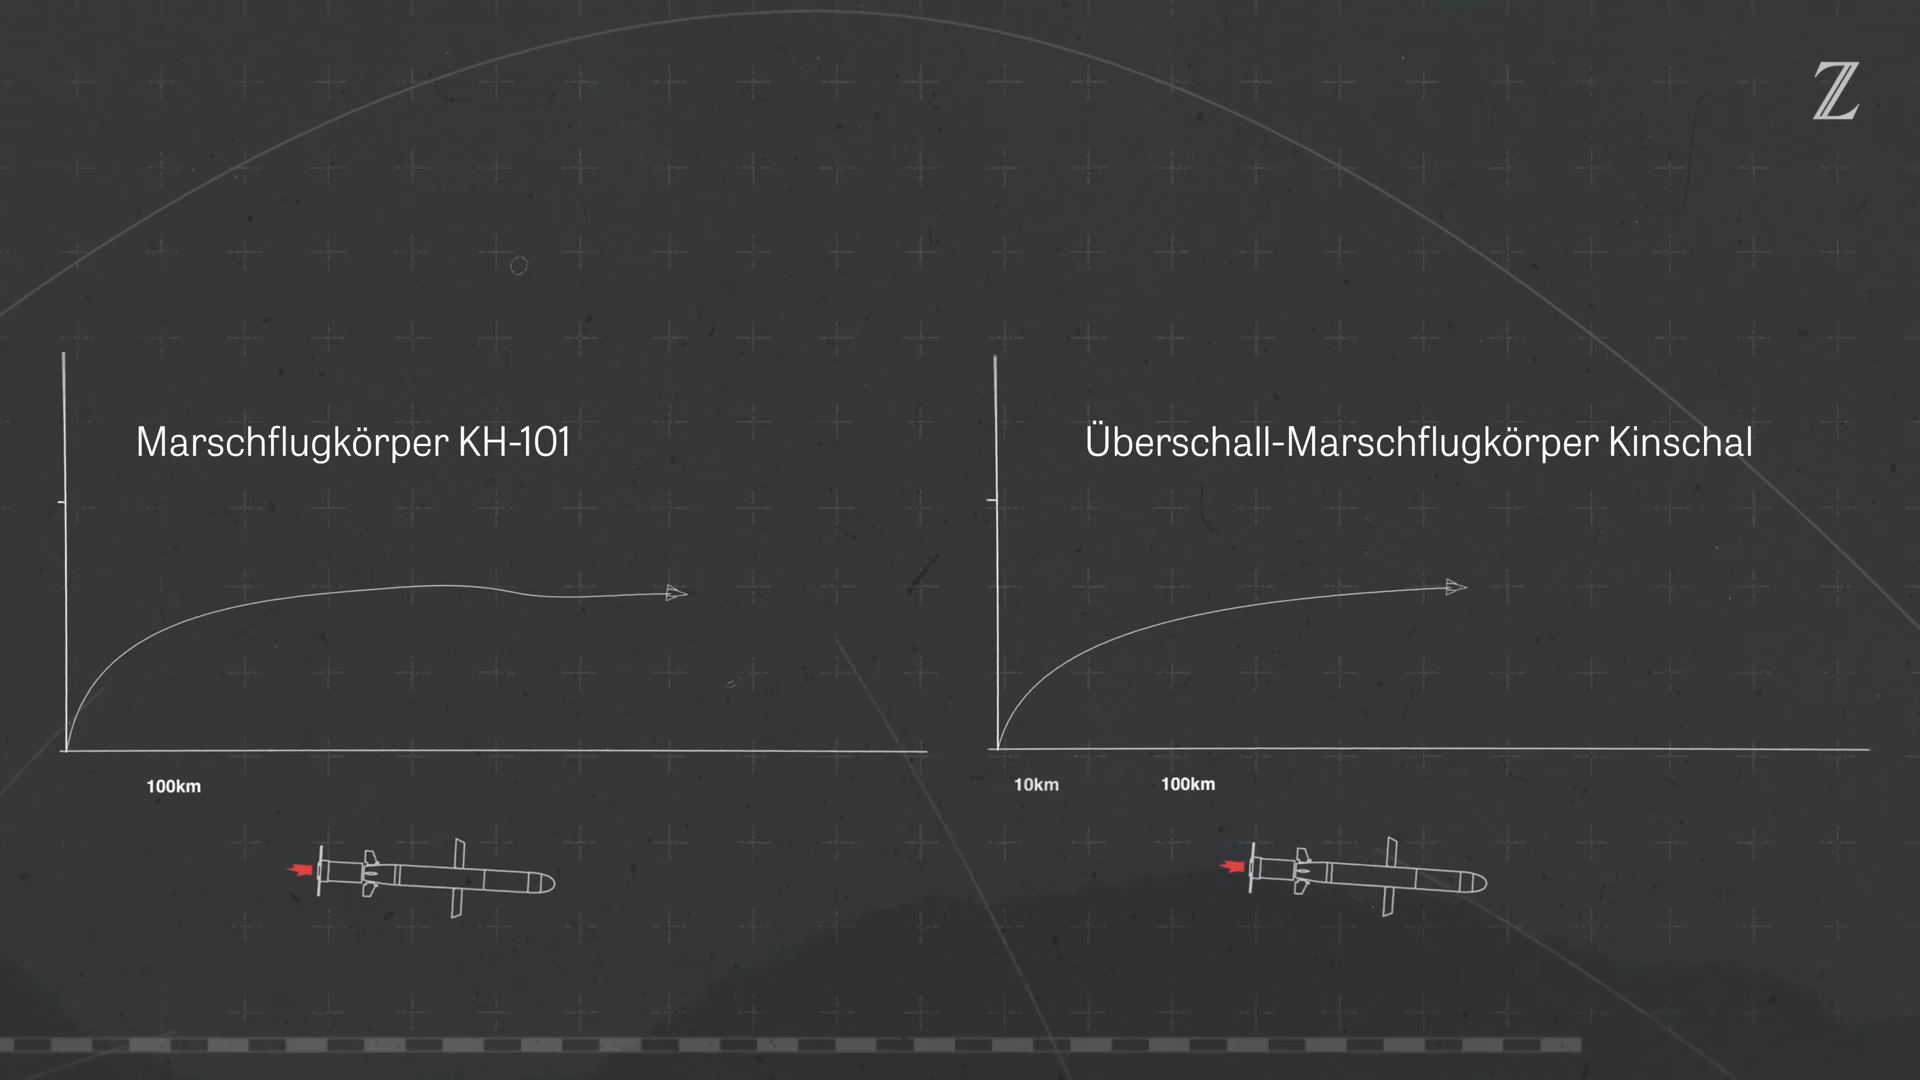 Z
Marschflugkörper KH-101
Überschall-Marschflugkörper Kinschal
100km
10km
100km